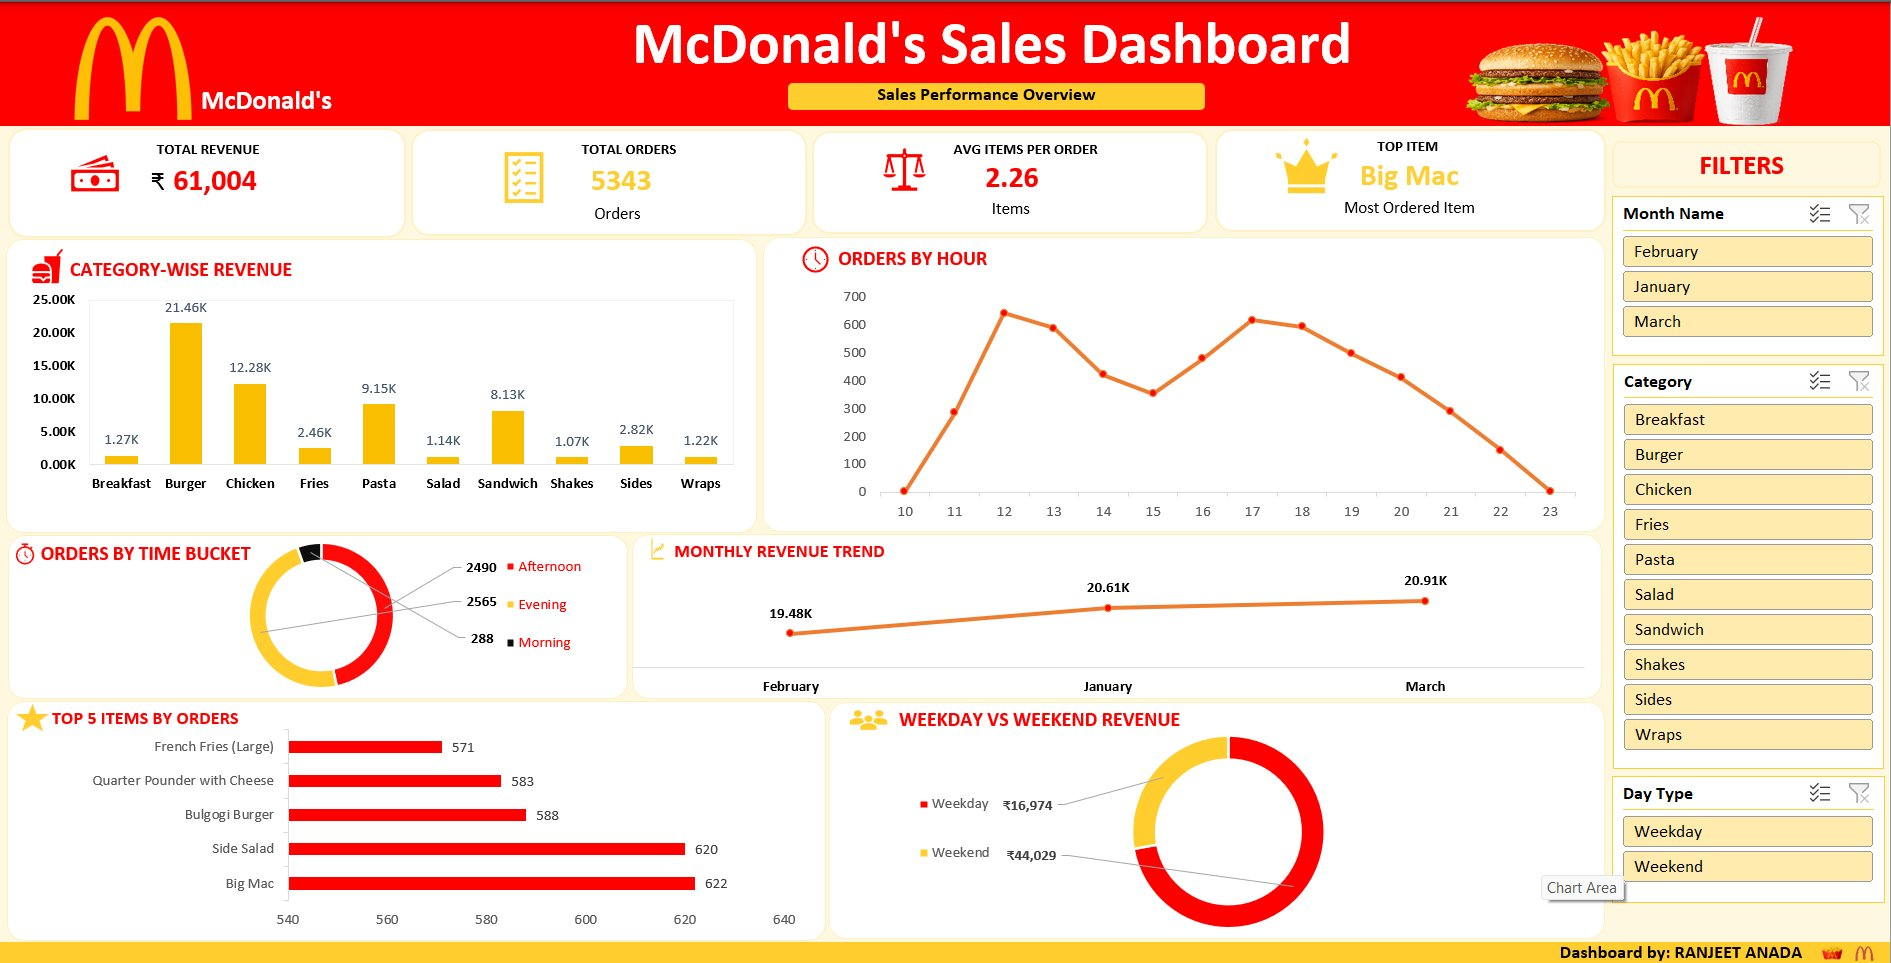 McDonald's Sales Dashboard
McDonald's
Sales Performance Overview
TOTAL REVENUE
₹ 61,004
TOTAL ORDERS
5343
Orders
AVG ITEMS PER ORDER
2.26
Items
TOP ITEM
Big Mac
Most Ordered Item
FILTERS
Month Name
February
January
March
Category
Breakfast
Burger
Chicken
Fries
Pasta
Salad
Sandwich
Shakes
Sides
Wraps
Day Type
Weekday
Weekend
CATEGORY-WISE REVENUE
25.00K
20.00K
15.00K
10.00K
5.00K
0.00K
1.27K
21.46K
12.28K
2.46K
9.15K
1.14K
8.13K
1.07K
2.82K
1.22K
Breakfast Burger Chicken Fries Pasta Salad Sandwich Shakes Sides Wraps
ORDERS BY HOUR
700
600
500
400
300
200
100
0
10 11 12 13 14 15 16 17 18 19 20 21 22 23
ORDERS BY TIME BUCKET
2490 Afternoon
2565 Evening
288 Morning
MONTHLY REVENUE TREND
19.48K
20.61K
20.91K
February January March
TOP 5 ITEMS BY ORDERS
French Fries (Large) 571
Quarter Pounder with Cheese 583
Bulgogi Burger 588
Side Salad 620
Big Mac 622
540 560 580 600 620 640
WEEKDAY VS WEEKEND REVENUE
Weekday ₹16,974
Weekend ₹44,029
Chart Area
Dashboard by: RANJEET ANADA